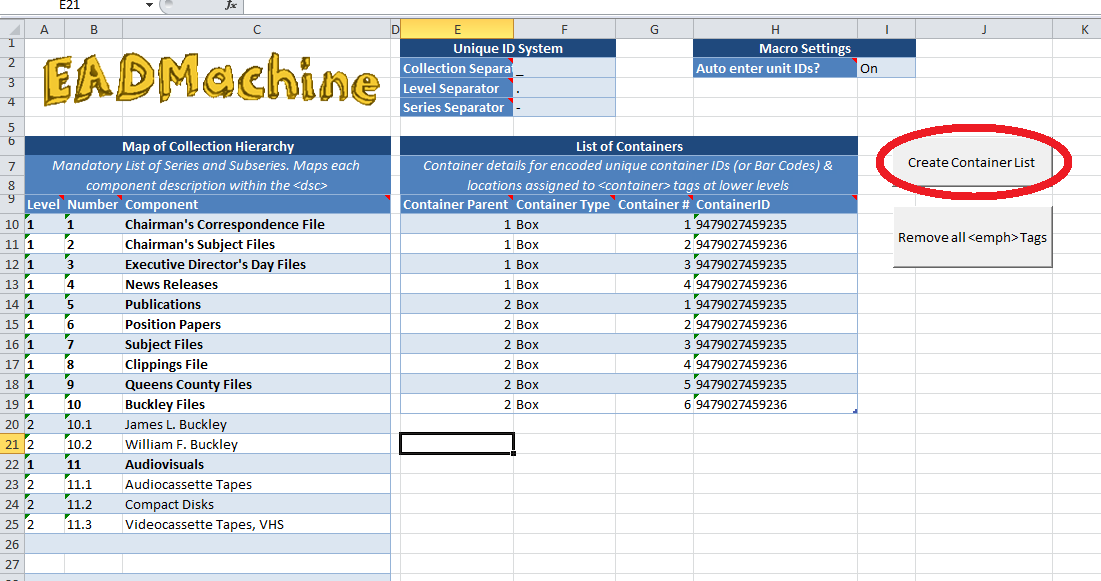 E21 fx
A B C D E F G H I J K
1 Unique ID System Macro Settings
EADMachine
2 Collection Separat _ Auto enter unit IDs? On
3 Level Separator .
4 Series Separator -
5
6 Map of Collection Hierarchy List of Containers
7 Mandatory List of Series and Subseries. Maps each Container details for encoded unique container IDs (or Bar Codes) & Create Container List
8 component description within the <dsc> locations assigned to <container> tags at lower levels
9 Level Number Component Container Parent Container Type Container # ContainerID
10 1 1 Chairman's Correspondence File 1 Box 1 9479027459235
11 1 2 Chairman's Subject Files 1 Box 2 9479027459236 Remove all <emph>Tags
12 1 3 Executive Director's Day Files 1 Box 3 9479027459235
13 1 4 News Releases 1 Box 4 9479027459236
14 1 5 Publications 2 Box 1 9479027459235
15 1 6 Position Papers 2 Box 2 9479027459236
16 1 7 Subject Files 2 Box 3 9479027459235
17 1 8 Clippings File 2 Box 4 9479027459236
18 1 9 Queens County Files 2 Box 5 9479027459235
19 1 10 Buckley Files 2 Box 6 9479027459236
20 2 10.1 James L. Buckley
21 2 10.2 William F. Buckley
22 1 11 Audiovisuals
23 2 11.1 Audiocassette Tapes
24 2 11.2 Compact Disks
25 2 11.3 Videocassette Tapes, VHS
26
27